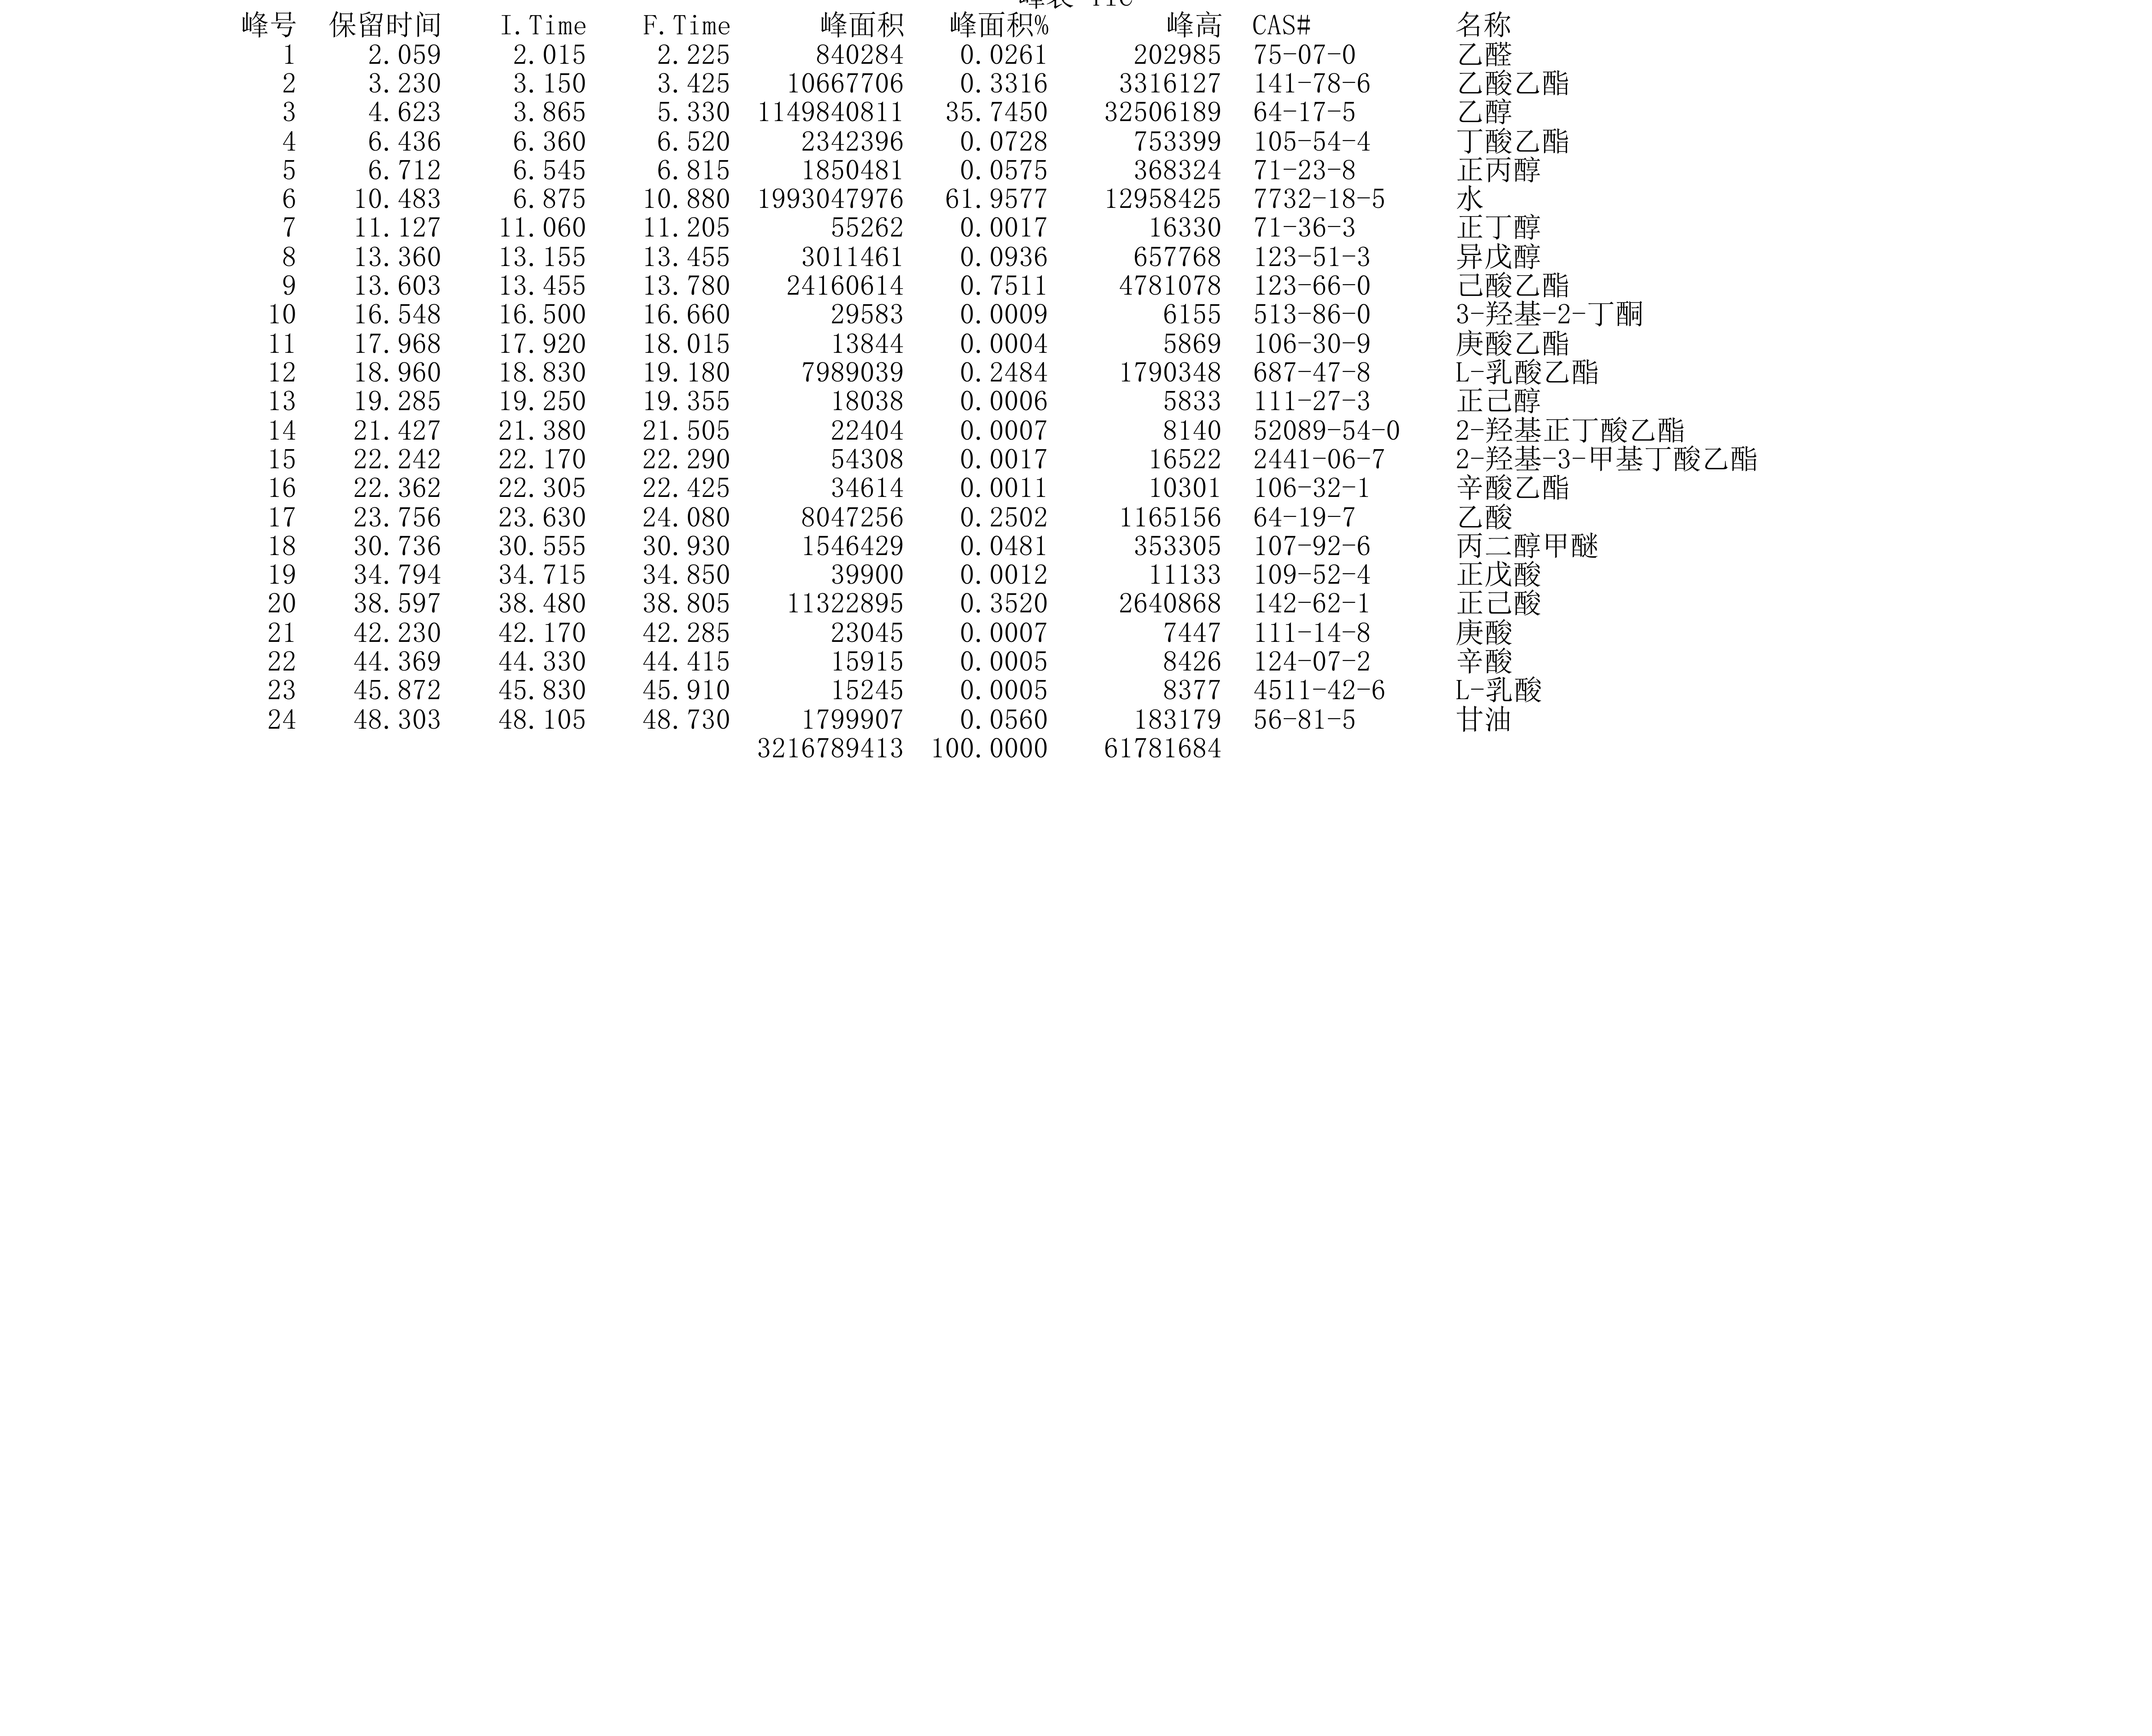 峰号 保留时间 I.Time F.Time 峰面积 峰面积% 峰高 CAS# 名称
1 2.059 2.015 2.225 840284 0.0261 202985 75-07-0 乙醛
2 3.230 3.150 3.425 10667706 0.3316 3316127 141-78-6 乙酸乙酯
3 4.623 3.865 5.330 1149840811 35.7450 32506189 64-17-5 乙醇
4 6.436 6.360 6.520 2342396 0.0728 753399 105-54-4 丁酸乙酯
5 6.712 6.545 6.815 1850481 0.0575 368324 71-23-8 正丙醇
6 10.483 6.875 10.880 1993047976 61.9577 12958425 7732-18-5 水
7 11.127 11.060 11.205 55262 0.0017 16330 71-36-3 正丁醇
8 13.360 13.155 13.455 3011461 0.0936 657768 123-51-3 异戊醇
9 13.603 13.455 13.780 24160614 0.7511 4781078 123-66-0 己酸乙酯
10 16.548 16.500 16.660 29583 0.0009 6155 513-86-0 3-羟基-2-丁酮
11 17.968 17.920 18.015 13844 0.0004 5869 106-30-9 庚酸乙酯
12 18.960 18.830 19.180 7989039 0.2484 1790348 687-47-8 L-乳酸乙酯
13 19.285 19.250 19.355 18038 0.0006 5833 111-27-3 正己醇
14 21.427 21.380 21.505 22404 0.0007 8140 52089-54-0 2-羟基正丁酸乙酯
15 22.242 22.170 22.290 54308 0.0017 16522 2441-06-7 2-羟基-3-甲基丁酸乙酯
16 22.362 22.305 22.425 34614 0.0011 10301 106-32-1 辛酸乙酯
17 23.756 23.630 24.080 8047256 0.2502 1165156 64-19-7 乙酸
18 30.736 30.555 30.930 1546429 0.0481 353305 107-92-6 丙二醇甲醚
19 34.794 34.715 34.850 39900 0.0012 11133 109-52-4 正戊酸
20 38.597 38.480 38.805 11322895 0.3520 2640868 142-62-1 正己酸
21 42.230 42.170 42.285 23045 0.0007 7447 111-14-8 庚酸
22 44.369 44.330 44.415 15915 0.0005 8426 124-07-2 辛酸
23 45.872 45.830 45.910 15245 0.0005 8377 4511-42-6 L-乳酸
24 48.303 48.105 48.730 1799907 0.0560 183179 56-81-5 甘油
3216789413 100.0000 61781684